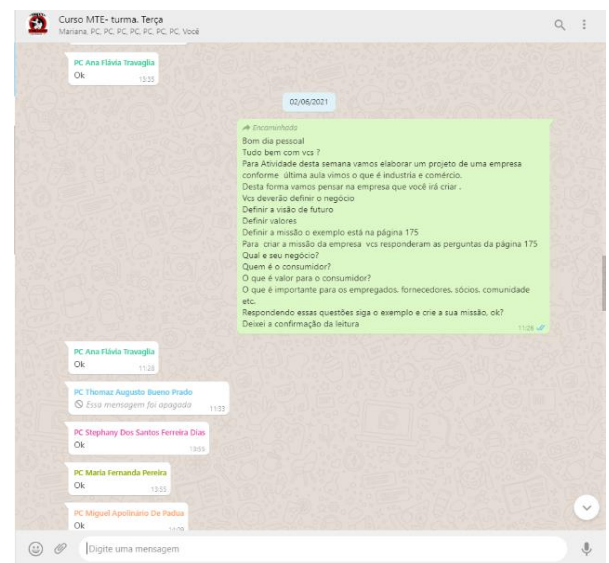 Curso MTE- turma. Terça
Mariana, PC, PC, PC, PC, PC, PC, Você
PC Ana Flávia Travaglia
Ok
13:35
02/06/2021
Encaminhada
Bom dia pessoal
Tudo bem com vcs ?
Para Atividade desta semana vamos elaborar um projeto de uma empresa
conforme última aula vimos o que é industria e comércio.
Desta forma vamos pensar na empresa que você irá criar .
Vcs deverão definir o negócio
Definir a visão de futuro
Definir valores
Definir a missão o exemplo está na página 175
Para criar a missão da empresa vcs responderam as perguntas da página 175
Qual e seu negócio?
Quem é o consumidor?
O que é valor para o consumidor?
O que é importante para os empregados, fornecedores, sócios, comunidade
etc.
Respondendo essas questões siga o exemplo e crie a sua missão, ok?
Deixei a confirmação da leitura
11:26
PC Ana Flávia Travaglia
Ok
11:28
PC Thomaz Augusto Bueno Prado
Essa mensagem foi apagada
11:33
PC Stephany Dos Santos Ferreira Dias
Ok
13:55
PC Maria Fernanda Pereira
Ok
13:55
PC Miguel Apolinário De Padua
Ok
Digite uma mensagem